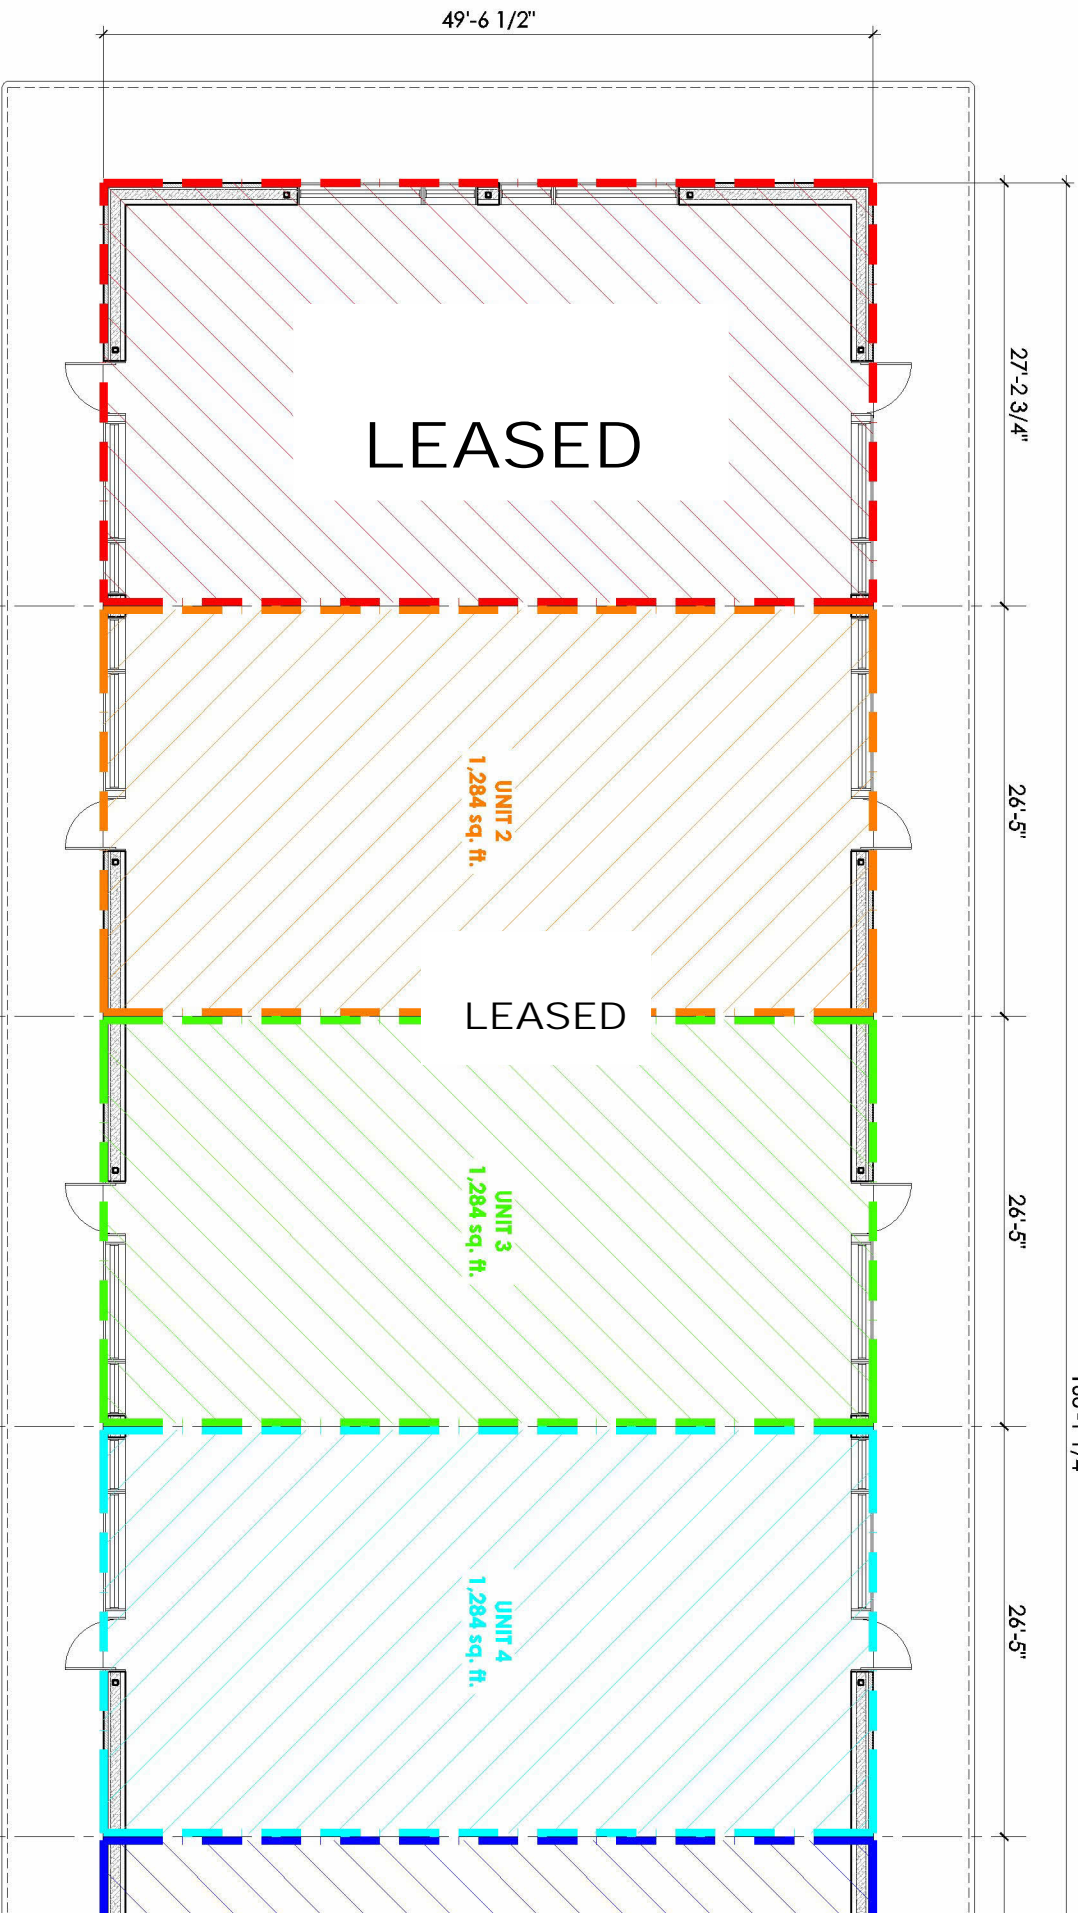 49'-6 1/2"
27'-2 3/4"
LEASED
UNIT 2
1,284 sq. ft.
26'-5"
LEASED
UNIT 3
1,284 sq. ft.
26'-5"
UNIT 4
1,284 sq. ft.
26'-5"